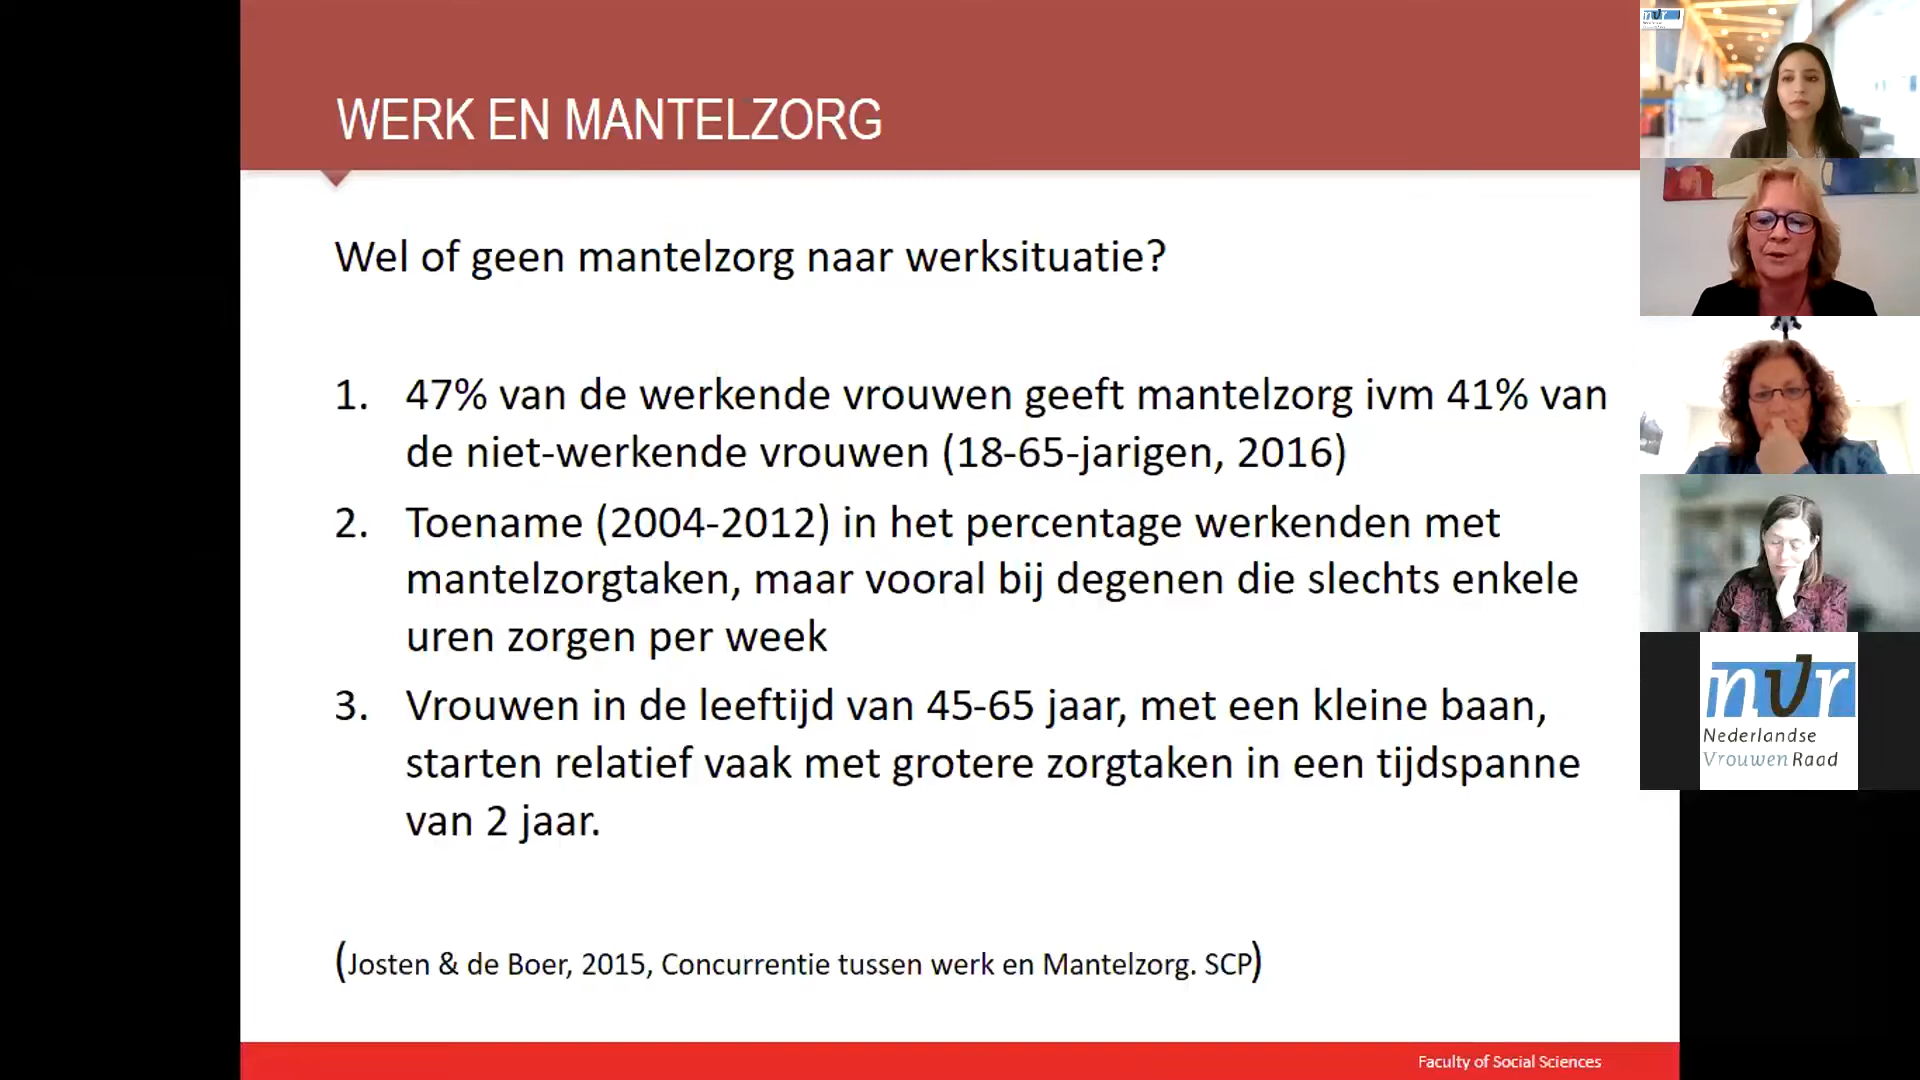 WERK EN MANTELZORG
Wel of geen mantelzorg naar werksituatie?
1. 47% van de werkende vrouwen geeft mantelzorg ivm 41% van
de niet-werkende vrouwen (18-65-jarigen, 2016)
2. Toename (2004-2012) in het percentage werkenden met
mantelzorgtaken, maar vooral bij degenen die slechts enkele
uren zorgen per week
3. Vrouwen in de leeftijd van 45-65 jaar, met een kleine baan,
starten relatief vaak met grotere zorgtaken in een tijdspanne
van 2 jaar.
(Josten & de Boer, 2015, Concurrentie tussen werk en Mantelzorg. SCP)
Faculty of Social Sciences
nvr
nvr
Nederlandse
VrouwenRaad